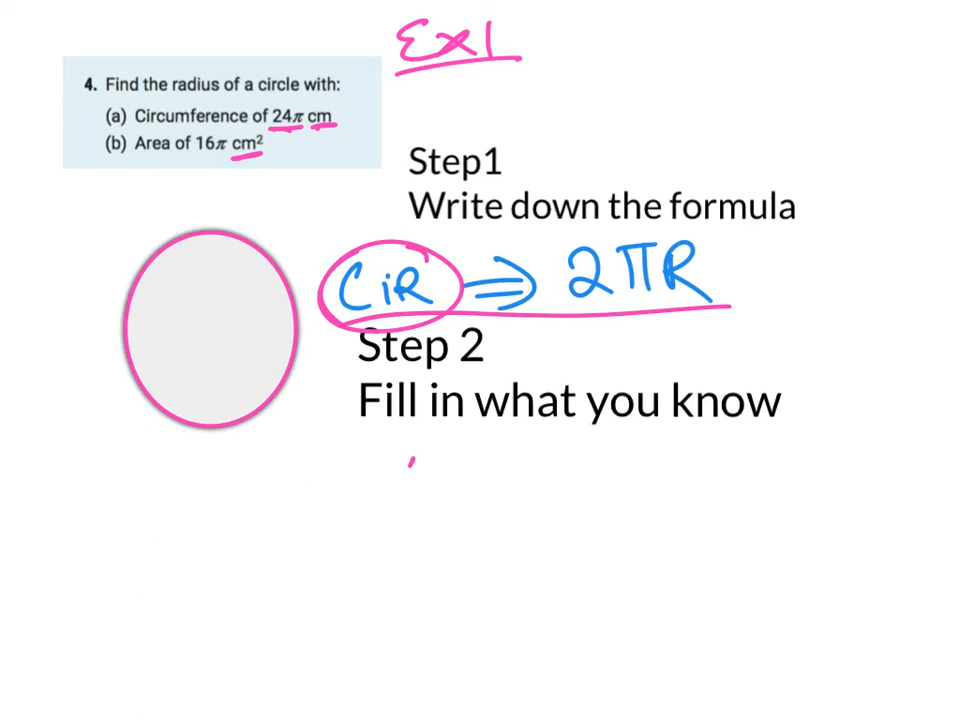 Ex1
4. Find the radius of a circle with:
(a) Circumference of 24π cm
(b) Area of 16π cm²
Step1
Write down the formula
CiR ⇒ 2πR
Step 2
Fill in what you know